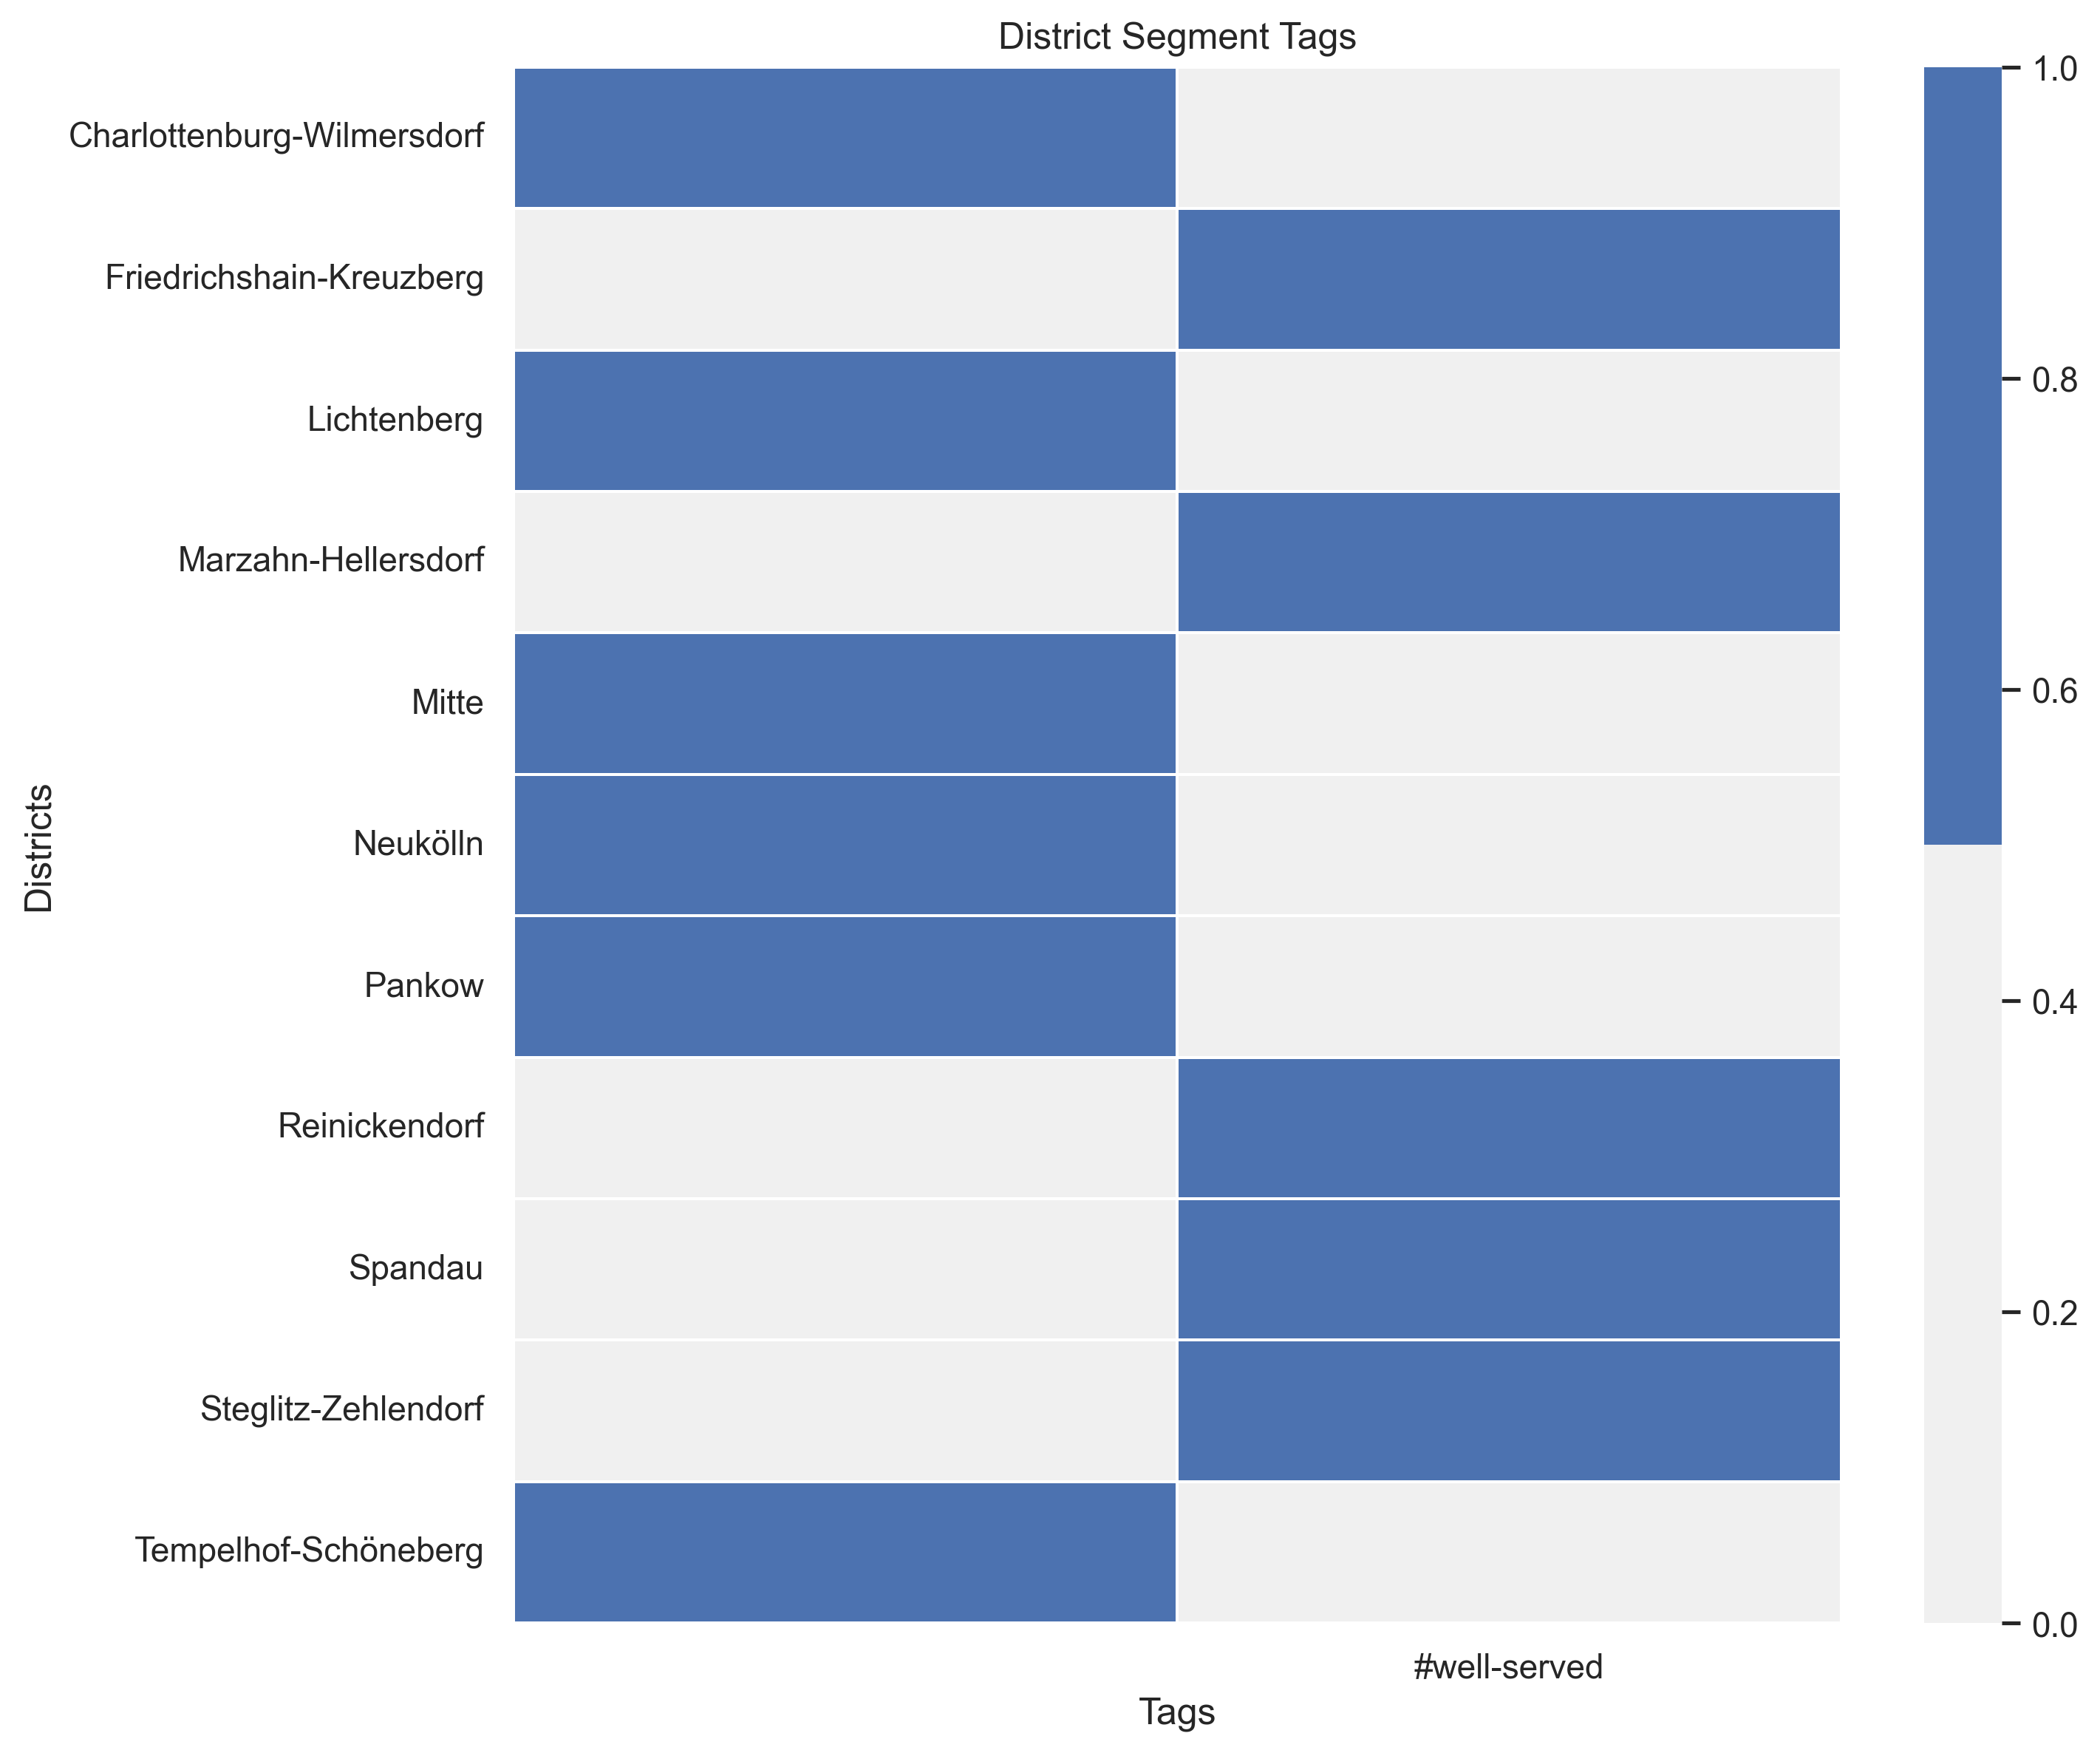 District Segment Tags
Charlottenburg-Wilmersdorf
Friedrichshain-Kreuzberg
Lichtenberg
Marzahn-Hellersdorf
Mitte
Neukölln
Pankow
Reinickendorf
Spandau
Steglitz-Zehlendorf
Tempelhof-Schöneberg
Districts
#well-served
Tags
1.0
0.8
0.6
0.4
0.2
0.0